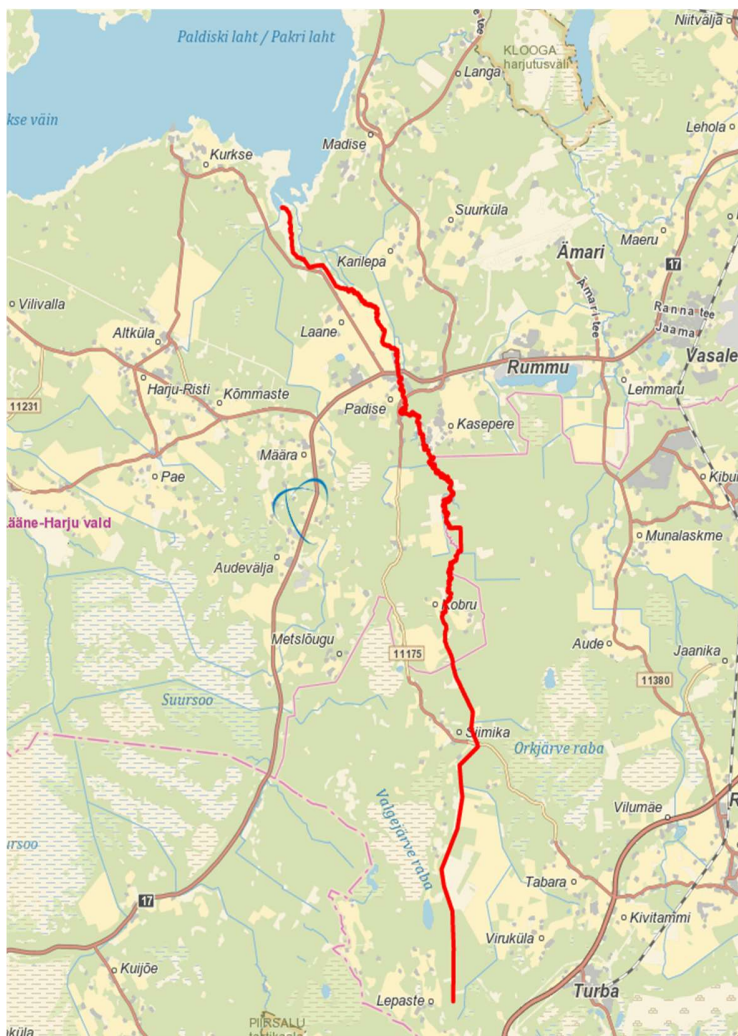 Niitvälja
Paldiski laht / Pakri laht
KLOOGA
harjutusväli
Langa
kse väin
Lehola
Madise
Kurkse
Suurküla
Maeru
Ämari
Karilepa
17
Ämari tee
Vilivalla
Ranna tee
Jaama
Laane
Altküla
Vasale
Rummu
Harju-Risti
Lemmaru
Kõmmaste
11231
Padise
Kasepere
Määra
Pae
Kibu
ääne-Harju vald
Munalaskme
Audevälja
Kobru
Metslõugu
Aude
11175
Jaanika
11380
Suursoo
Siimika
Orkjärve raba
Valgejärve raba
Vilumäe
R
ursoo
Tabara
17
Kivitammi
Viruküla
Kuijõe
Turba
Lepaste
PIIRSALU
aküla